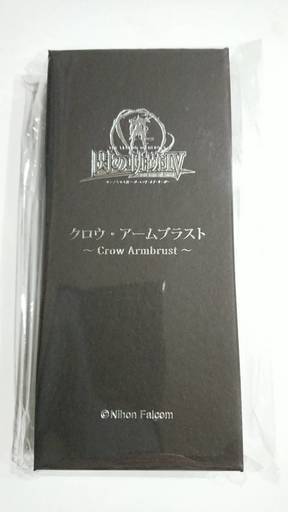 THE LEGEND OF HEROES
閃の軌跡IV
クロウ・アームブラスト
～Crow Armbrust～
©Nihon Falcom